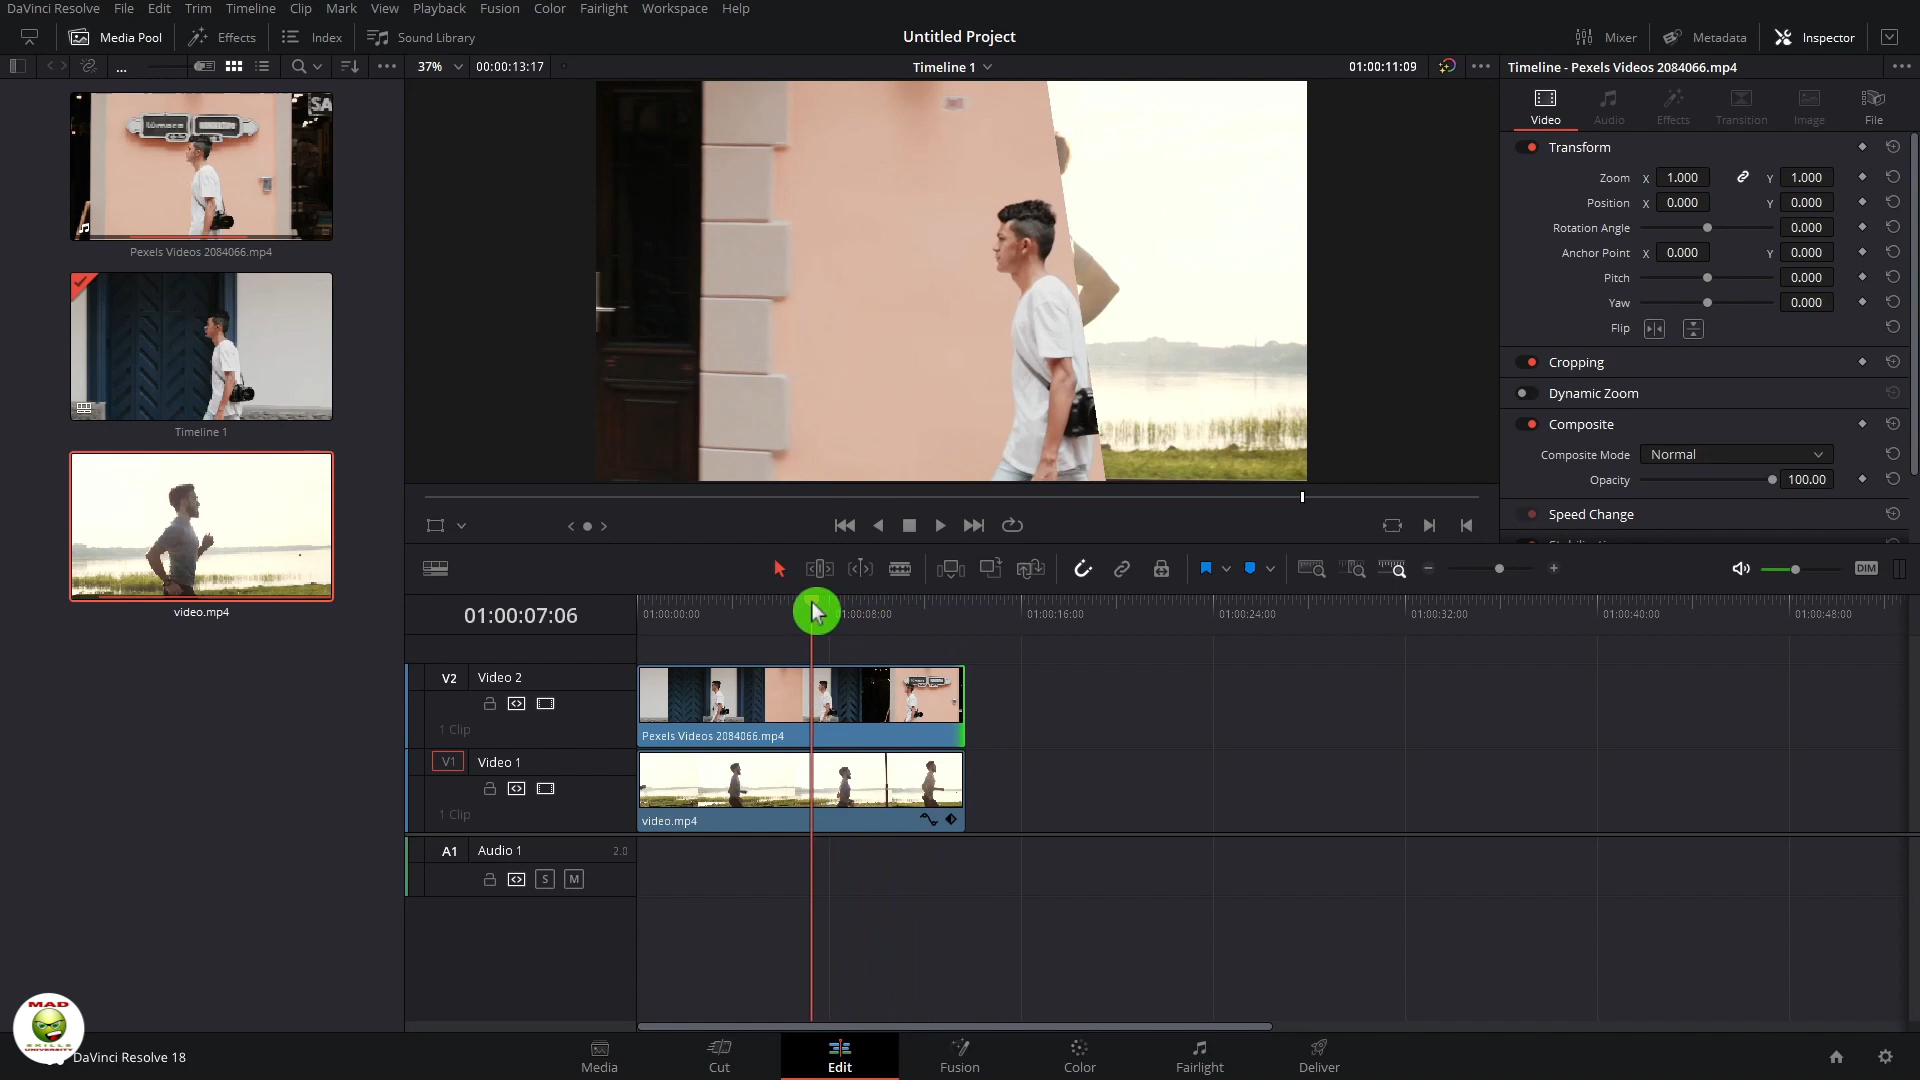 DaVinci Resolve File Edit Trim Timeline Clip Mark View Playback Fusion Color Fairlight Workspace Help
Media Pool Effects Index Sound Library Untitled Project Mixer Metadata Inspector
... 37% 00:00:13:17 Timeline 1 01:00:11:09 Timeline - Pexels Videos 2084066.mp4
Video Audio Effects Transition Image File
Transform
Zoom X 1.000 Y 1.000
Position X 0.000 Y 0.000
Rotation Angle 0.000
Anchor Point X 0.000 Y 0.000
Pitch 0.000
Yaw 0.000
Flip
Cropping
Dynamic Zoom
Composite
Composite Mode Normal
Opacity 100.00
Speed Change
SA
Pexels Videos 2084066.mp4
Timeline 1
video.mp4
DIM
01:00:07:06
01:00:00:00 01:00:08:00 01:00:16:00 01:00:24:00 01:00:32:00 01:00:40:00 01:00:48:00
V2 Video 2
1 Clip
Pexels Videos 2084066.mp4
V1 Video 1
1 Clip
video.mp4
A1 Audio 1 2.0
S M
MAD
SKILLS
UNIVERSITY
DaVinci Resolve 18
Media Cut Edit Fusion Color Fairlight Deliver